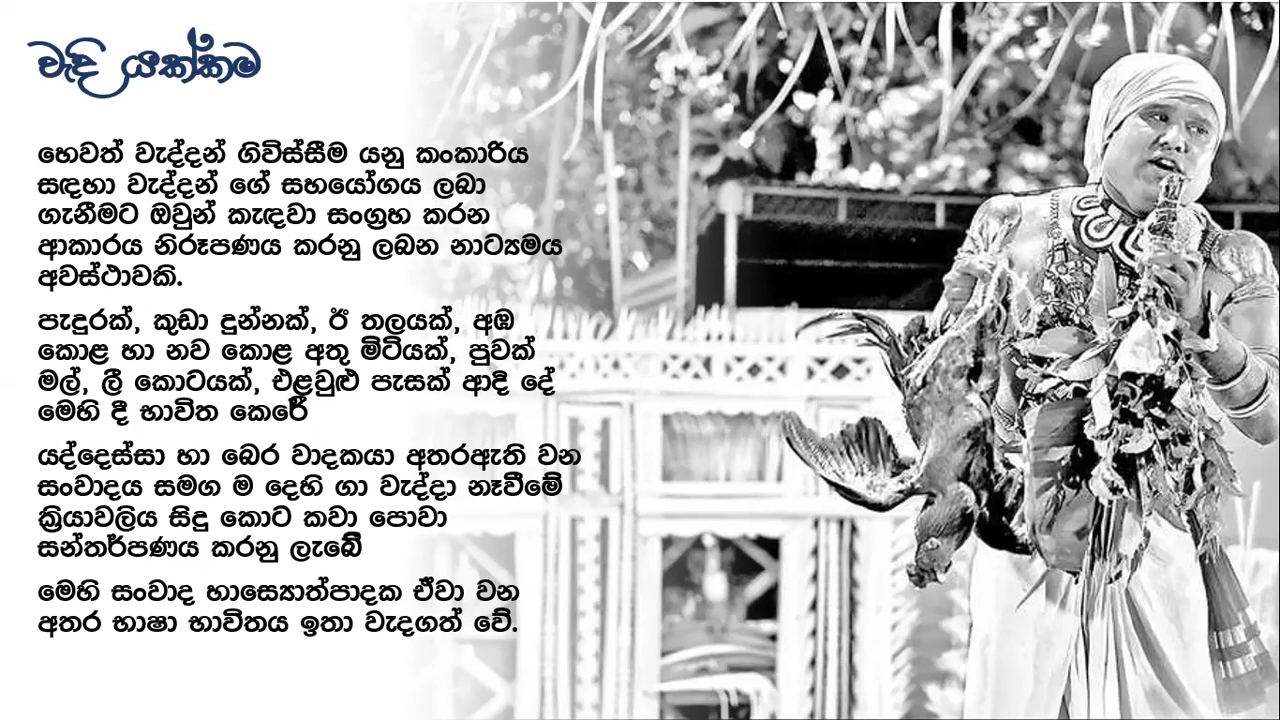 වැදි යක්කම
හෙවත් වැද්දන් ගිවිස්සීම යනු කංකාරිය
සඳහා වැද්දන් ගේ සහයෝගය ලබා
ගැනීමට ඔවුන් කැඳවා සංග්‍රහ කරන
ආකාරය නිරූපණය කරනු ලබන නාට්‍යමය
අවස්ථාවකි.
පැදුරක්, කුඩා දුන්නක්, ඊ තලයක්, අඹ
කොළ හා නව කොළ අතු මිටියක්, පුවක්
මල්, ලී කොටයක්, එළවුළු පැසක් ආදි දේ
මෙහි දී භාවිත කෙරේ
යද්දෙස්සා හා බෙර වාදකයා අතරඇති වන
සංවාදය සමග ම දෙහි ගා වැද්දා නෑවීමේ
ක්‍රියාවලිය සිදු කොට කවා පොවා
සන්තර්පණය කරනු ලැබේ
මෙහි සංවාද හාස්‍යොත්පාදක ඒවා වන
අතර භාෂා භාවිතය ඉතා වැදගත් වේ.